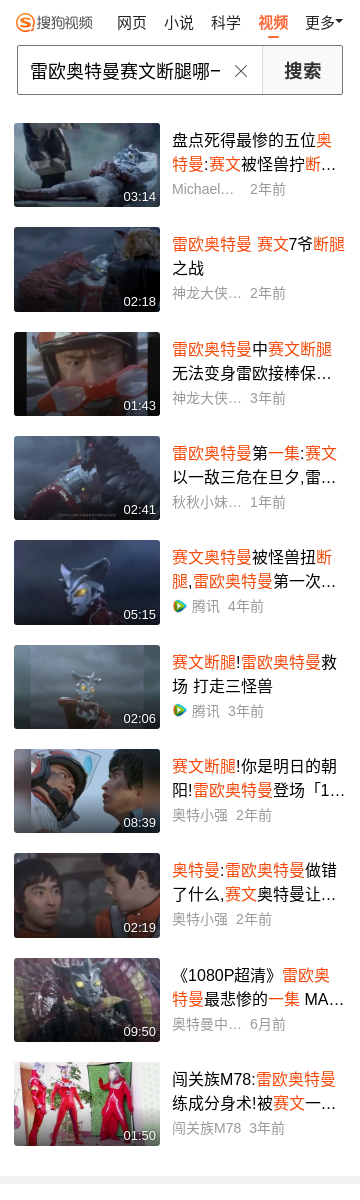 搜狗视频 网页 小说 科学 视频 更多
雷欧奥特曼赛文断腿哪一 搜索
盘点死得最惨的五位奥
特曼:赛文被怪兽拧断...
03:14
Michael... 2年前
雷欧奥特曼 赛文7爷断腿
之战
02:18
神龙大侠... 2年前
雷欧奥特曼中赛文断腿
无法变身雷欧接棒保...
01:43
神龙大侠... 3年前
雷欧奥特曼第一集:赛文
以一敌三危在旦夕,雷...
02:41
秋秋小妹... 1年前
赛文奥特曼被怪兽扭断
腿,雷欧奥特曼第一次...
05:15
腾讯 4年前
赛文断腿!雷欧奥特曼救
场 打走三怪兽
02:06
腾讯 3年前
赛文断腿!你是明日的朝
阳!雷欧奥特曼登场「1...
08:39
奥特小强 2年前
奥特曼:雷欧奥特曼做错
了什么,赛文奥特曼让...
02:19
奥特小强 2年前
《1080P超清》雷欧奥
特曼最悲惨的一集 MA...
09:50
奥特曼中... 6月前
闯关族M78:雷欧奥特曼
练成分身术!被赛文一...
01:50
闯关族M78 3年前